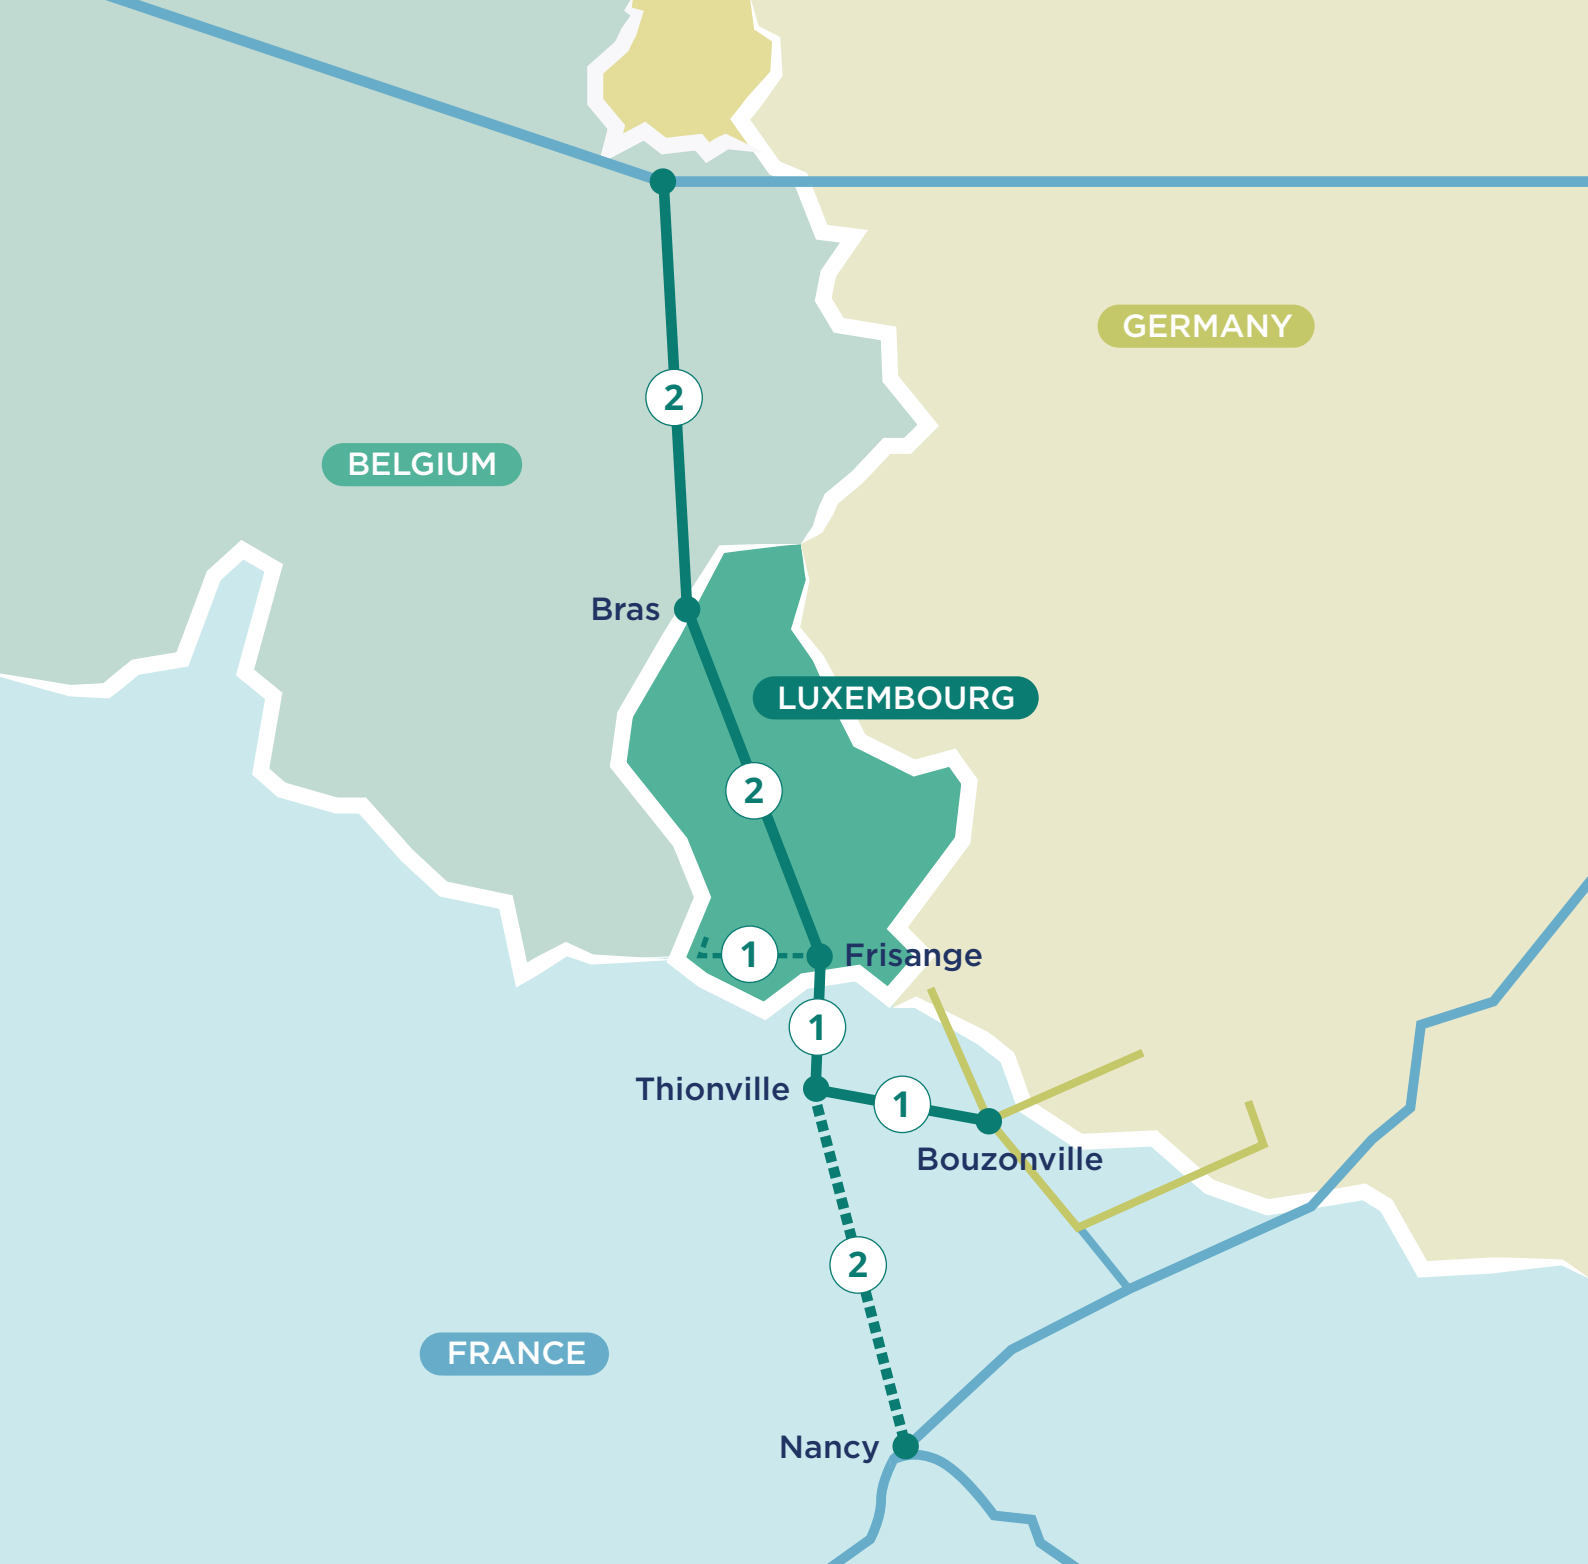 GERMANY
2
BELGIUM
Bras
LUXEMBOURG
2
1
Frisange
1
Thionville
1
Bouzonville
2
FRANCE
Nancy